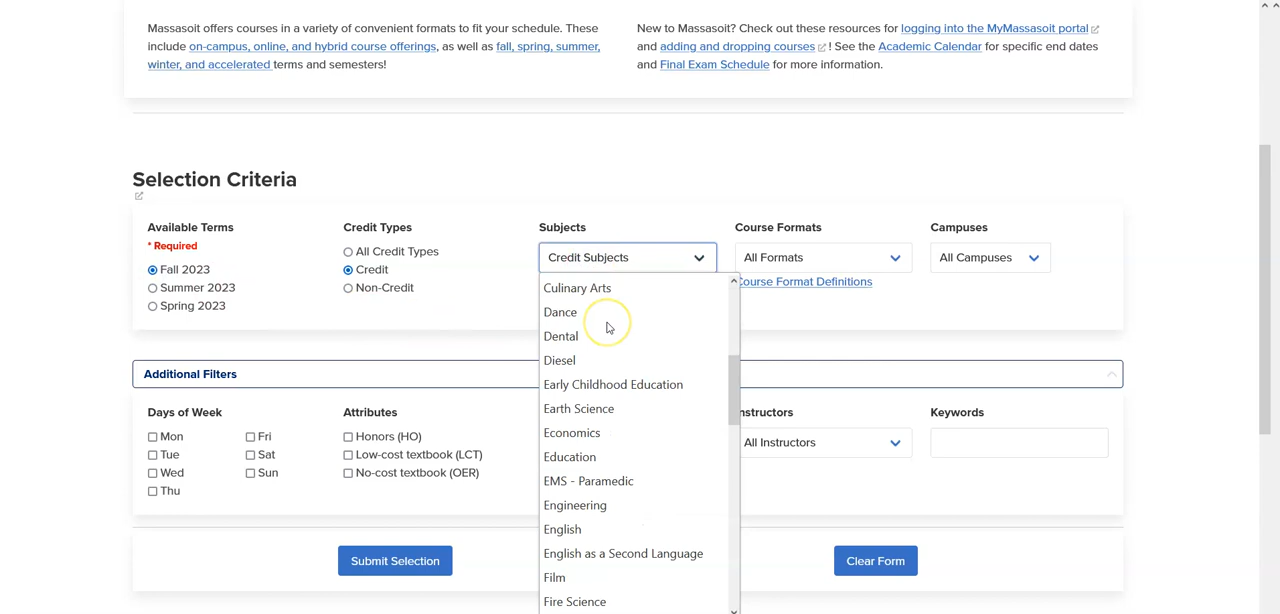 Massasoit offers courses in a variety of convenient formats to fit your schedule. These
include on-campus, online, and hybrid course offerings, as well as fall, spring, summer,
winter, and accelerated terms and semesters!
New to Massasoit? Check out these resources for logging into the MyMassasoit portal
and adding and dropping courses ! See the Academic Calendar for specific end dates
and Final Exam Schedule for more information.
Selection Criteria
Available Terms
* Required
Fall 2023
Summer 2023
Spring 2023
Credit Types
All Credit Types
Credit
Non-Credit
Subjects
Credit Subjects
Culinary Arts
Dance
Dental
Diesel
Early Childhood Education
Earth Science
Economics
Education
EMS - Paramedic
Engineering
English
English as a Second Language
Film
Fire Science
Course Formats
All Formats
Course Format Definitions
Campuses
All Campuses
Additional Filters
Days of Week
Mon
Tue
Wed
Thu
Fri
Sat
Sun
Attributes
Honors (HO)
Low-cost textbook (LCT)
No-cost textbook (OER)
nstructors
All Instructors
Keywords
Submit Selection
Clear Form